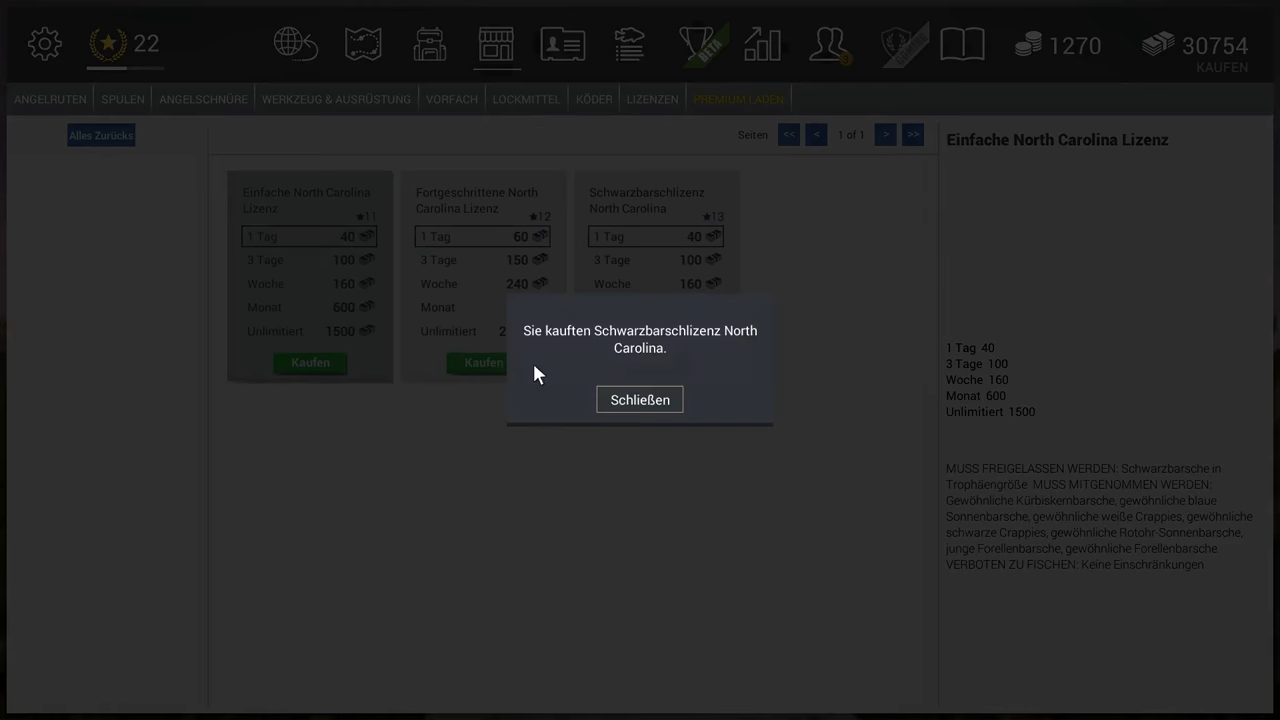 22
BETA
1270
30754
KAUFEN
ANGELRUTEN
SPULEN
ANGELSCHNÜRE
WERKZEUG & AUSRÜSTUNG
VORFACH
LOCKMITTEL
KÖDER
LIZENZEN
PREMIUM LADEN
Alles Zurücks
Seiten << < 1 of 1 > >>
Einfache North Carolina
Lizenz
11
1 Tag 40
3 Tage 100
Woche 160
Monat 600
Unlimitiert 1500
Kaufen
Fortgeschrittene North
Carolina Lizenz
12
1 Tag 60
3 Tage 150
Woche 240
Monat
Unlimitiert 2
Kaufen
Schwarzbarschlizenz
North Carolina
13
1 Tag 40
3 Tage 100
Woche 160
Sie kauften Schwarzbarschlizenz North
Carolina.
Schließen
Einfache North Carolina Lizenz
1 Tag 40
3 Tage 100
Woche 160
Monat 600
Unlimitiert 1500
MUSS FREIGELASSEN WERDEN: Schwarzbarsche in
Trophäengröße MUSS MITGENOMMEN WERDEN:
Gewöhnliche Kürbiskernbarsche, gewöhnliche blaue
Sonnenbarsche, gewöhnliche weiße Crappies, gewöhnliche
schwarze Crappies, gewöhnliche Rotohr-Sonnenbarsche,
junge Forellenbarsche, gewöhnliche Forellenbarsche
VERBOTEN ZU FISCHEN: Keine Einschränkungen